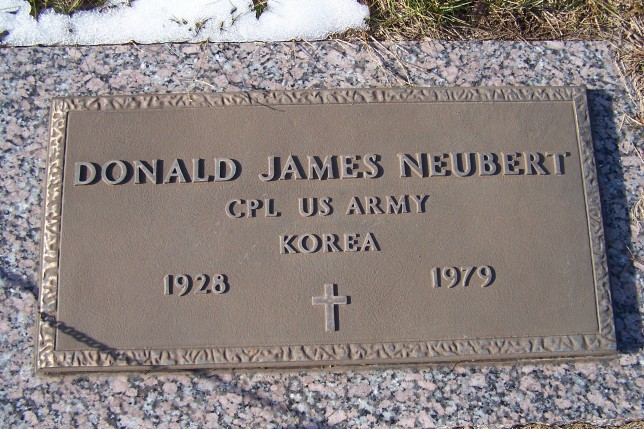 DONALD JAMES NEUBERT
CPL US ARMY
KOREA
1928 1979